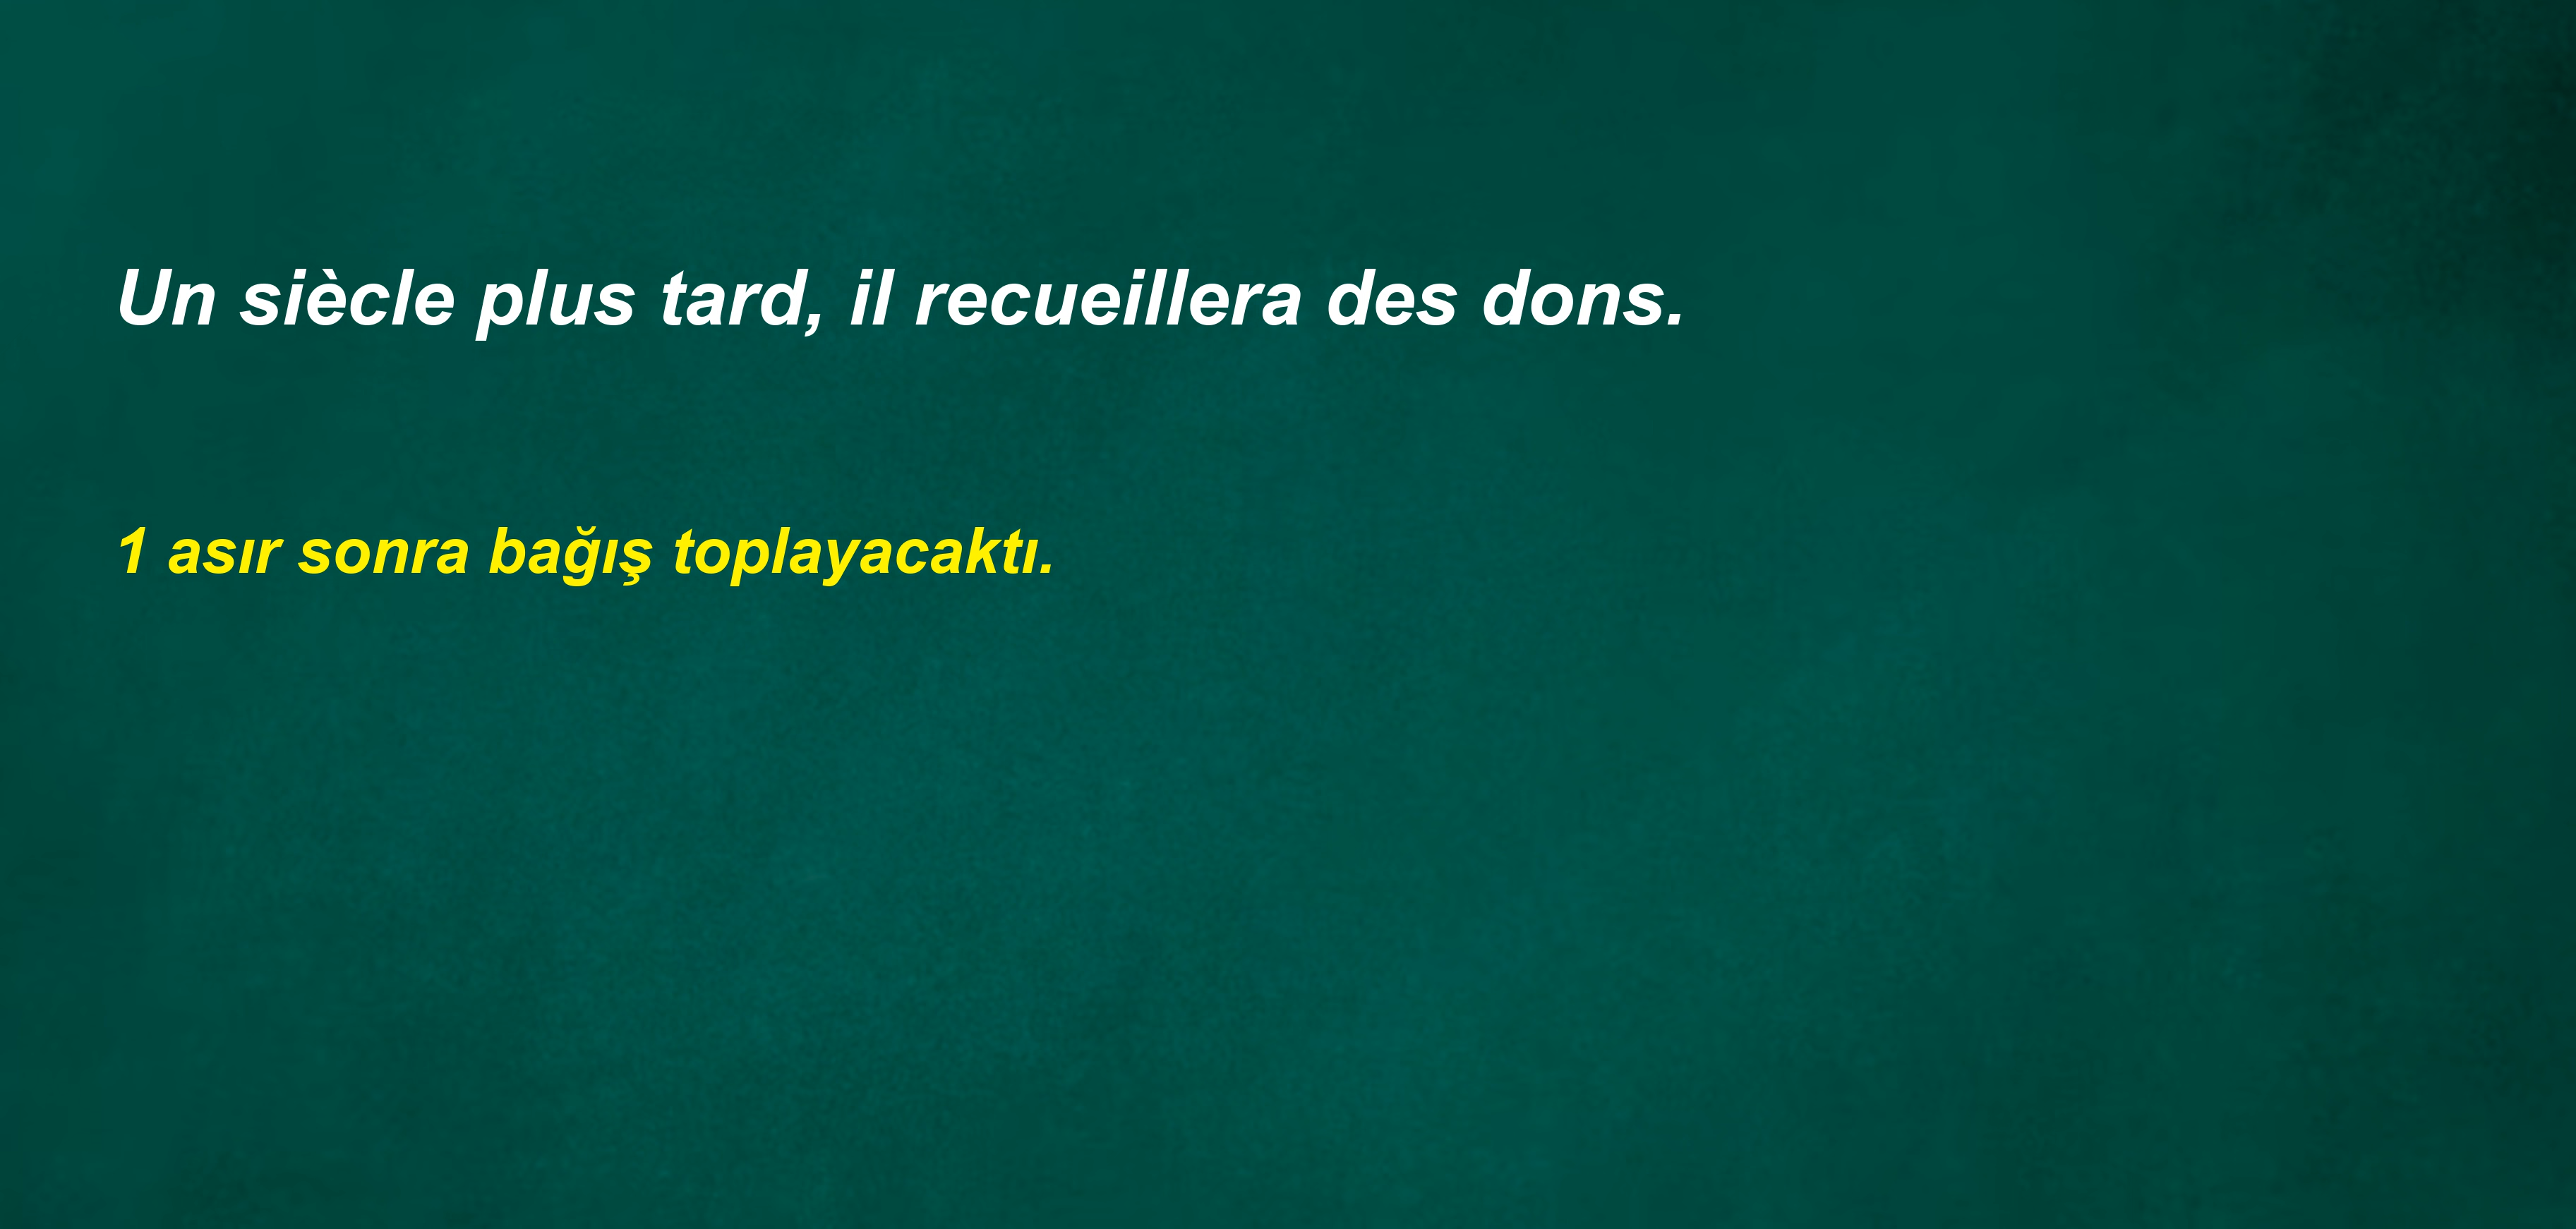 Un siècle plus tard, il recueillera des dons.
1 asır sonra bağış toplayacaktı.